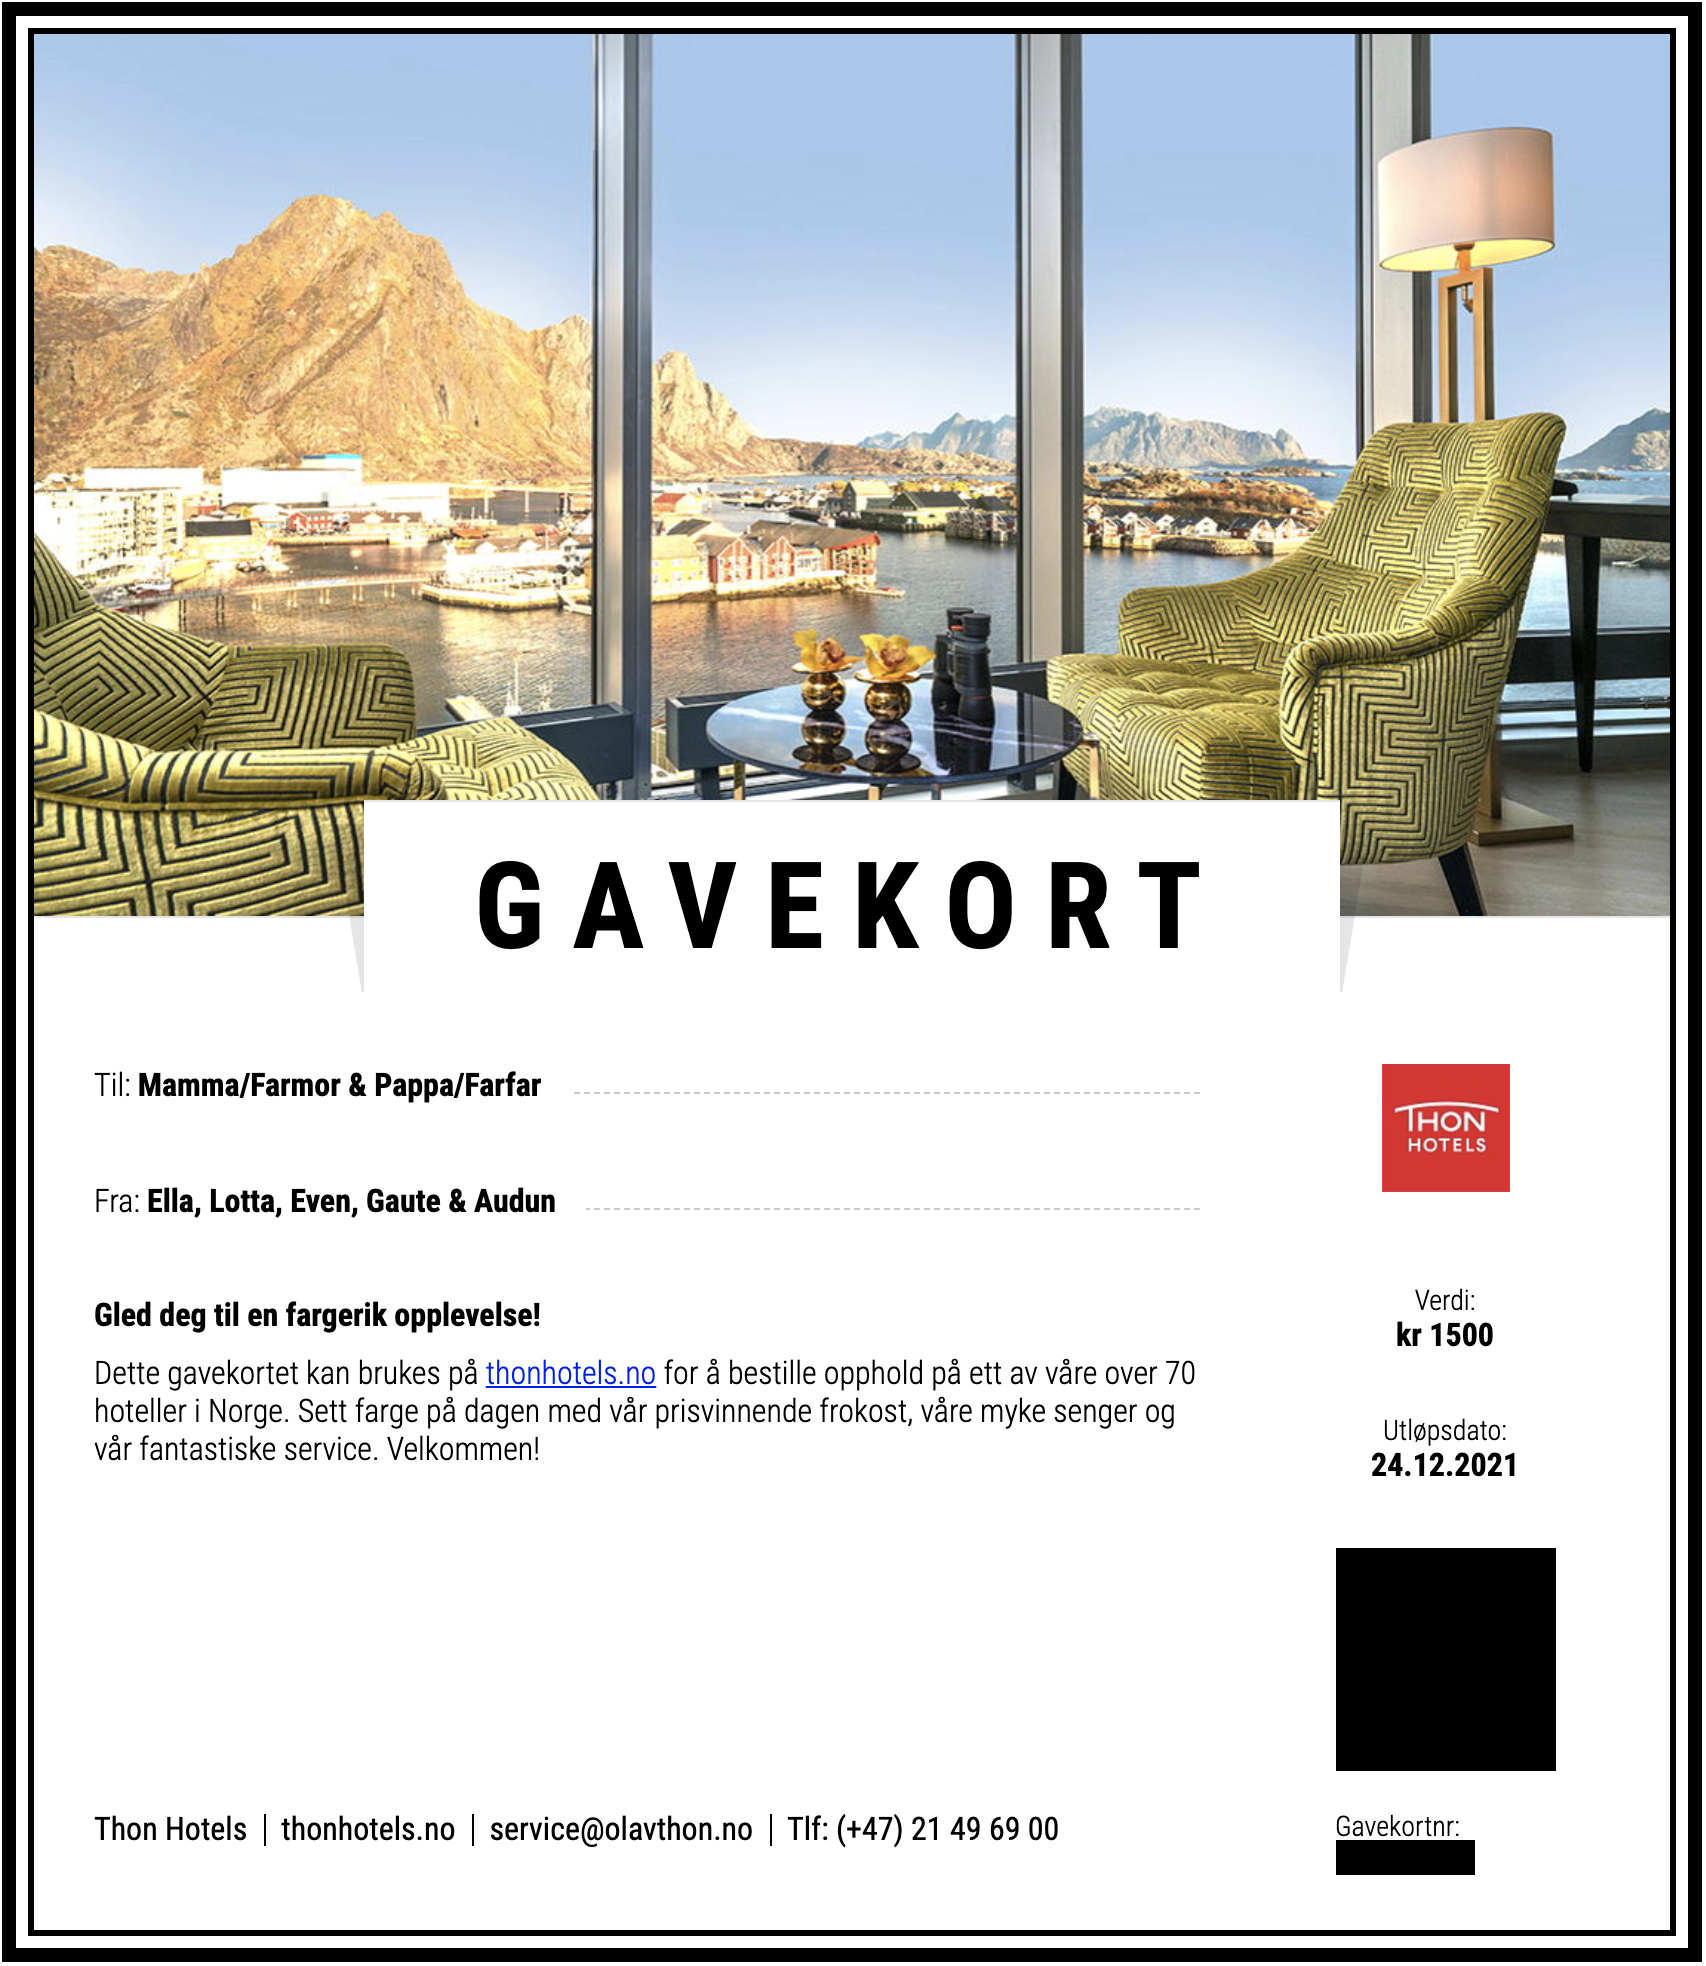 GAVEKORT
Til: Mamma/Farmor & Pappa/Farfar
THON
HOTELS
Fra: Ella, Lotta, Even, Gaute & Audun
Gled deg til en fargerik opplevelse!
Dette gavekortet kan brukes på thonhotels.no for å bestille opphold på ett av våre over 70
hoteller i Norge. Sett farge på dagen med vår prisvinnende frokost, våre myke senger og
vår fantastiske service. Velkommen!
Verdi:
kr 1500
Utløpsdato:
24.12.2021
Thon Hotels | thonhotels.no | service@olavthon.no | Tlf: (+47) 21 49 69 00
Gavekortnr: